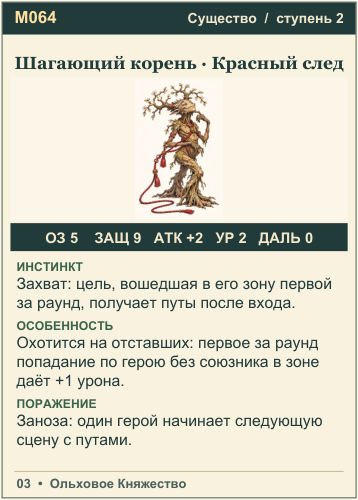 M064 Существо / ступень 2
Шагающий корень · Красный след
ОЗ 5 ЗАЩ 9 АТК +2 УР 2 ДАЛЬ 0
ИНСТИНКТ
Захват: цель, вошедшая в его зону первой
за раунд, получает путы после входа.
ОСОБЕННОСТЬ
Охотится на отставших: первое за раунд
попадание по герою без союзника в зоне
даёт +1 урона.
ПОРАЖЕНИЕ
Заноза: один герой начинает следующую
сцену с путами.
03 • Ольховое Княжество